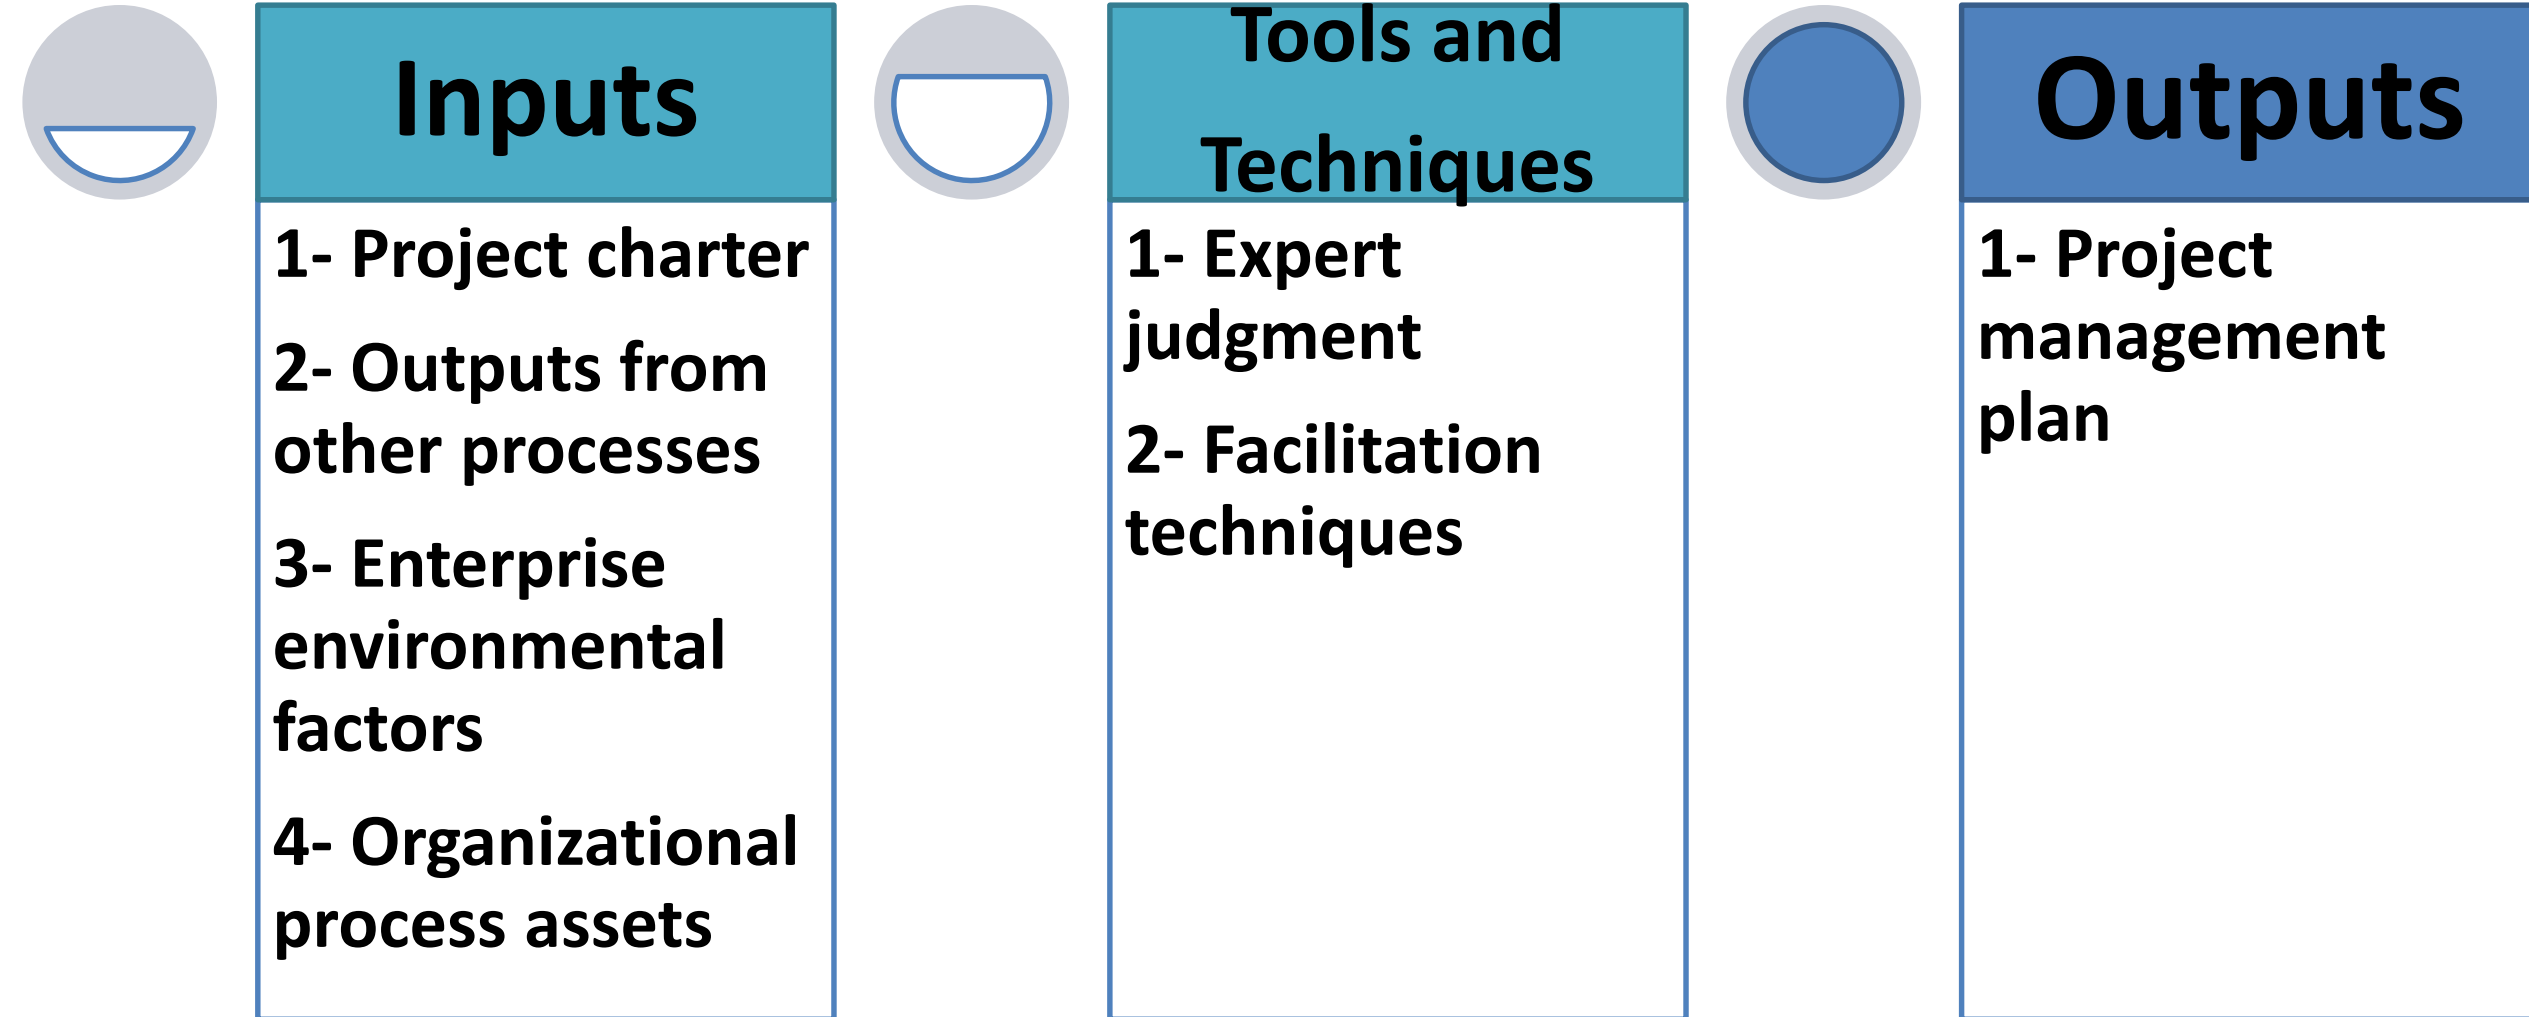 Inputs
1- Project charter
2- Outputs from
other processes
3- Enterprise
environmental
factors
4- Organizational
process assets
Tools and
Techniques
1- Expert
judgment
2- Facilitation
techniques
Outputs
1- Project
management
plan